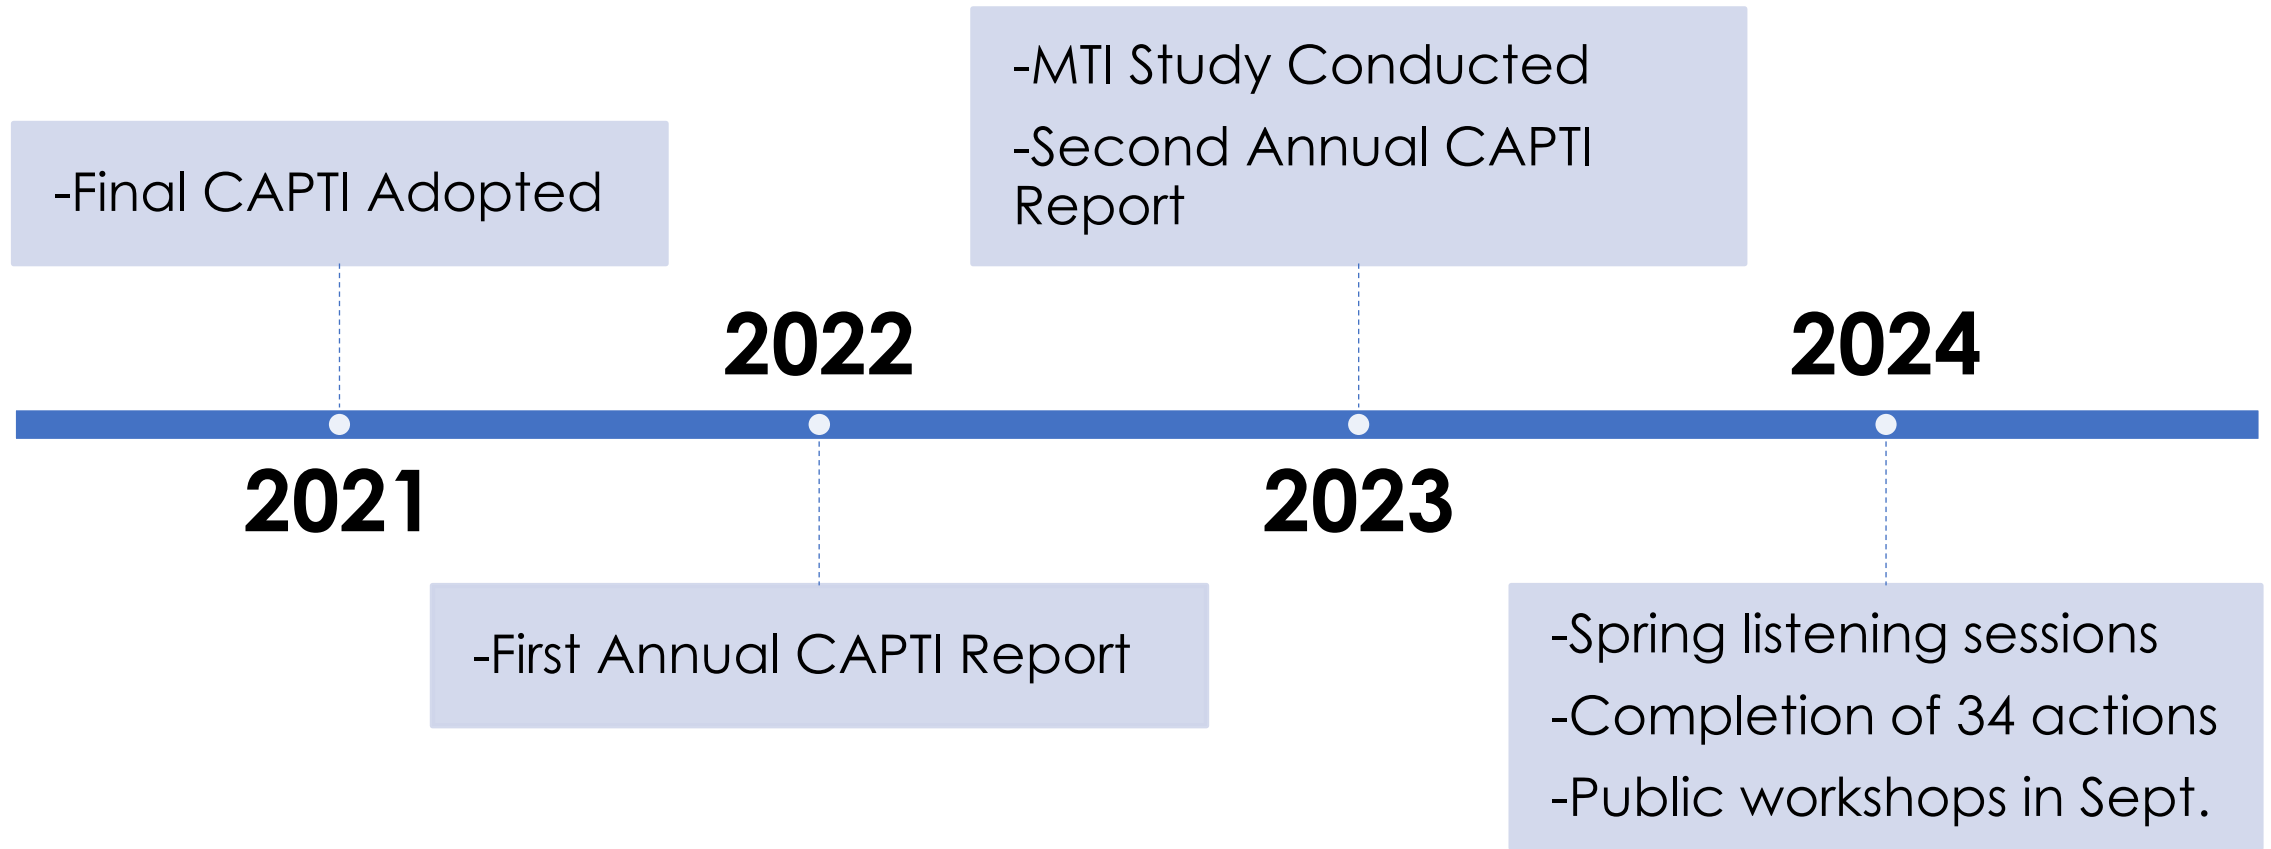 -Final CAPTI Adopted
2021
2022
-First Annual CAPTI Report
-MTI Study Conducted
-Second Annual CAPTI
Report
2023
2024
-Spring listening sessions
-Completion of 34 actions
-Public workshops in Sept.